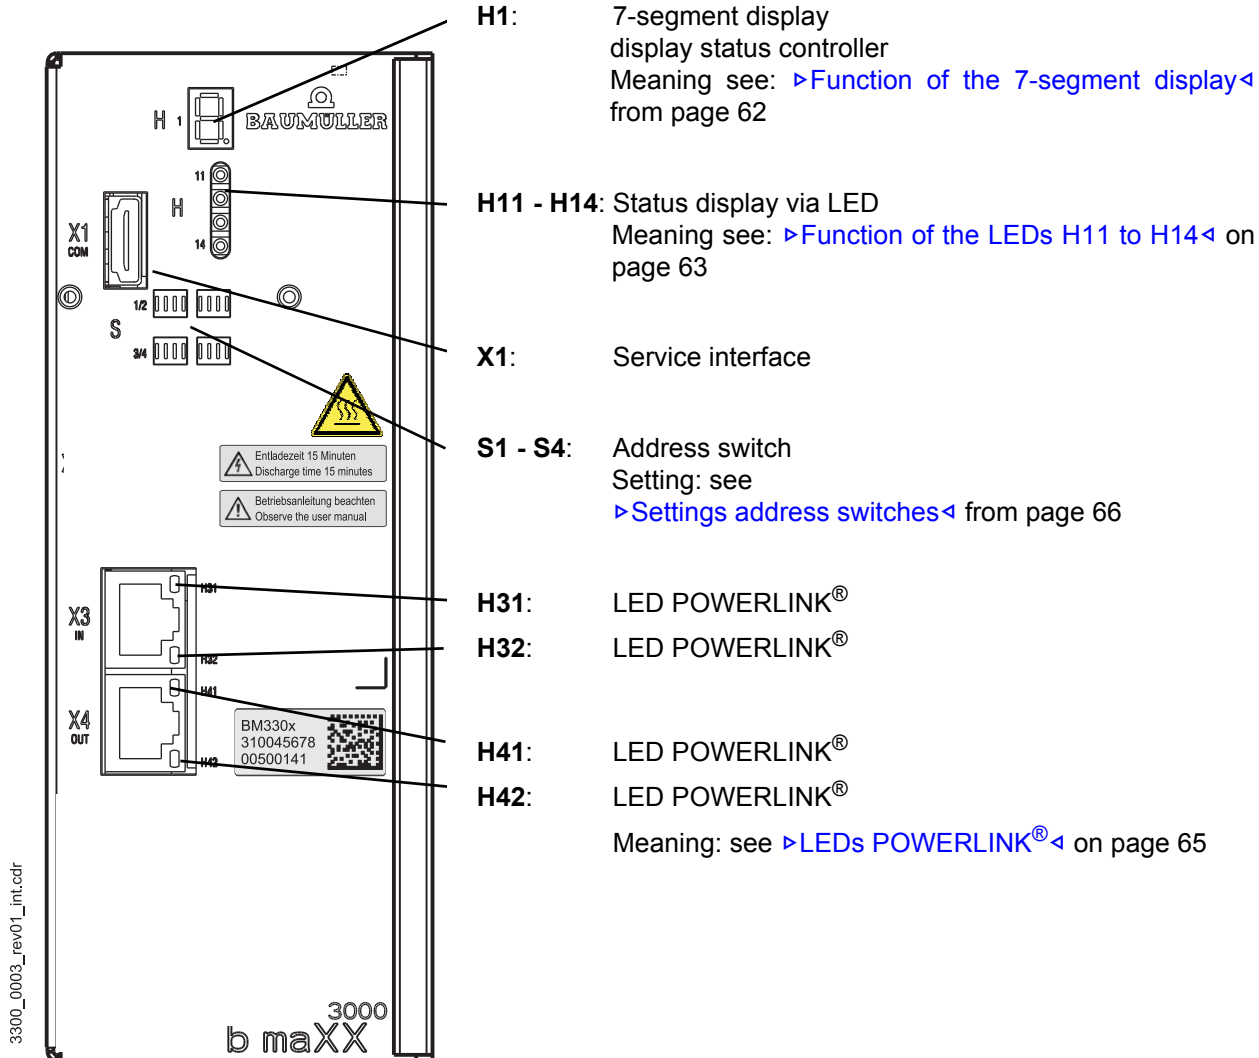 H1: 7-segment display
display status controller
Meaning see: ▹Function of the 7-segment display◃
from page 62
H11 - H14: Status display via LED
Meaning see: ▹Function of the LEDs H11 to H14◃ on
page 63
X1: Service interface
S1 - S4: Address switch
Setting: see
▹Settings address switches◃ from page 66
H31: LED POWERLINK®
H32: LED POWERLINK®
H41: LED POWERLINK®
H42: LED POWERLINK®
Meaning: see ▹LEDs POWERLINK®◃ on page 65
H 1
BAUMÜLLER
11
H
14
X1
COM
1/2
S
3/4
Entladezeit 15 Minuten
Discharge time 15 minutes
Betriebsanleitung beachten
Observe the user manual
H31
X3
IN
H32
H41
X4
OUT
H42
BM330x
310045678
00500141
3000
b maXX
3300_0003_rev01_int.cdr